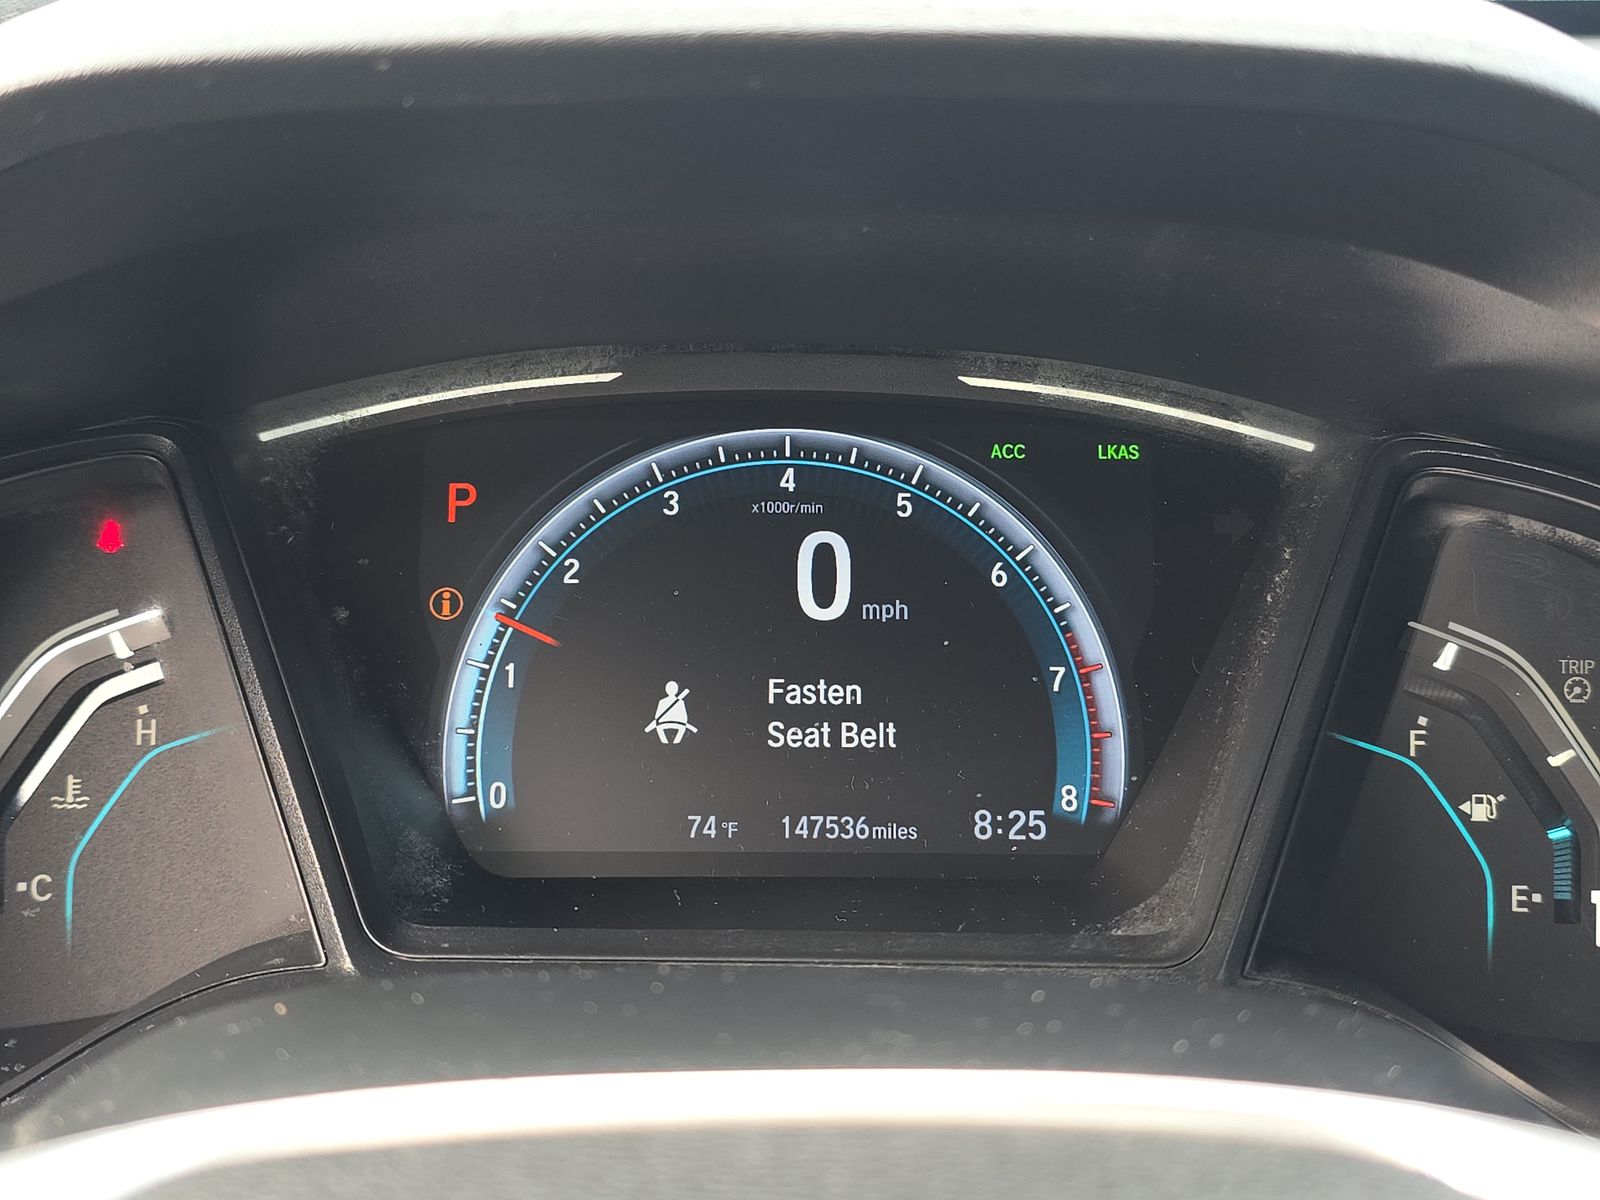 ACC LKAS
P
4
3 5
x1000r/min
2 6
0 mph
1 7
Fasten
Seat Belt
0 8
74°F 147536 miles 8:25
H
C
TRIP
F
E